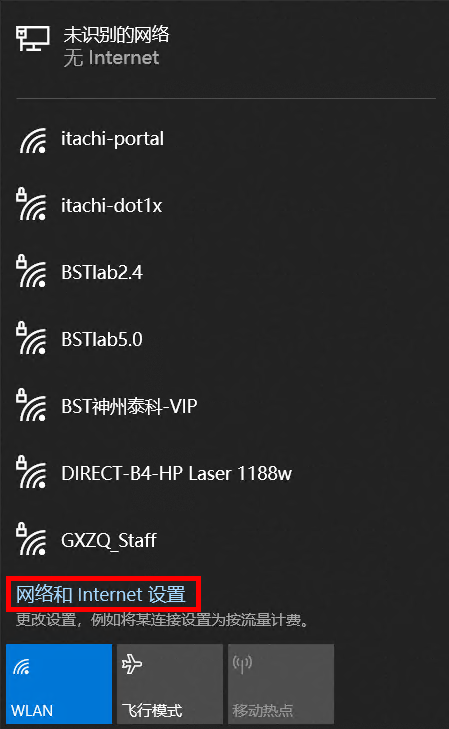 未识别的网络
无 Internet
itachi-portal
itachi-dot1x
BSTlab2.4
BSTlab5.0
BST神州泰科-VIP
DIRECT-B4-HP Laser 1188w
GXZQ_Staff
网络和 Internet 设置
更改设置，例如将某连接设置为按流量计费。
WLAN
飞行模式
移动热点